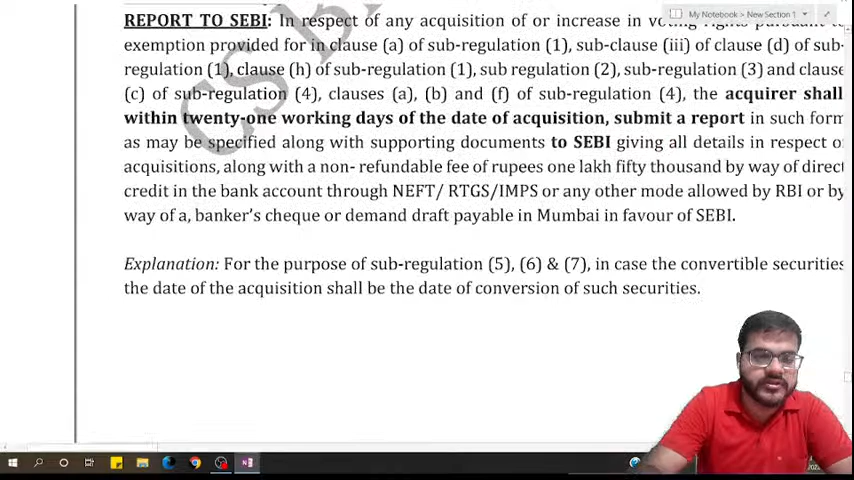 My Notebook > New Section 1
REPORT TO SEBI: In respect of any acquisition of or increase in voting rights pursuant to
exemption provided for in clause (a) of sub-regulation (1), sub-clause (iii) of clause (d) of sub-
regulation (1), clause (h) of sub-regulation (1), sub regulation (2), sub-regulation (3) and clause
(c) of sub-regulation (4), clauses (a), (b) and (f) of sub-regulation (4), the acquirer shall
within twenty-one working days of the date of acquisition, submit a report in such form
as may be specified along with supporting documents to SEBI giving all details in respect o
acquisitions, along with a non- refundable fee of rupees one lakh fifty thousand by way of direct
credit in the bank account through NEFT/ RTGS/IMPS or any other mode allowed by RBI or by
way of a, banker's cheque or demand draft payable in Mumbai in favour of SEBI.
Explanation: For the purpose of sub-regulation (5), (6) & (7), in case the convertible securities
the date of the acquisition shall be the date of conversion of such securities.
CS